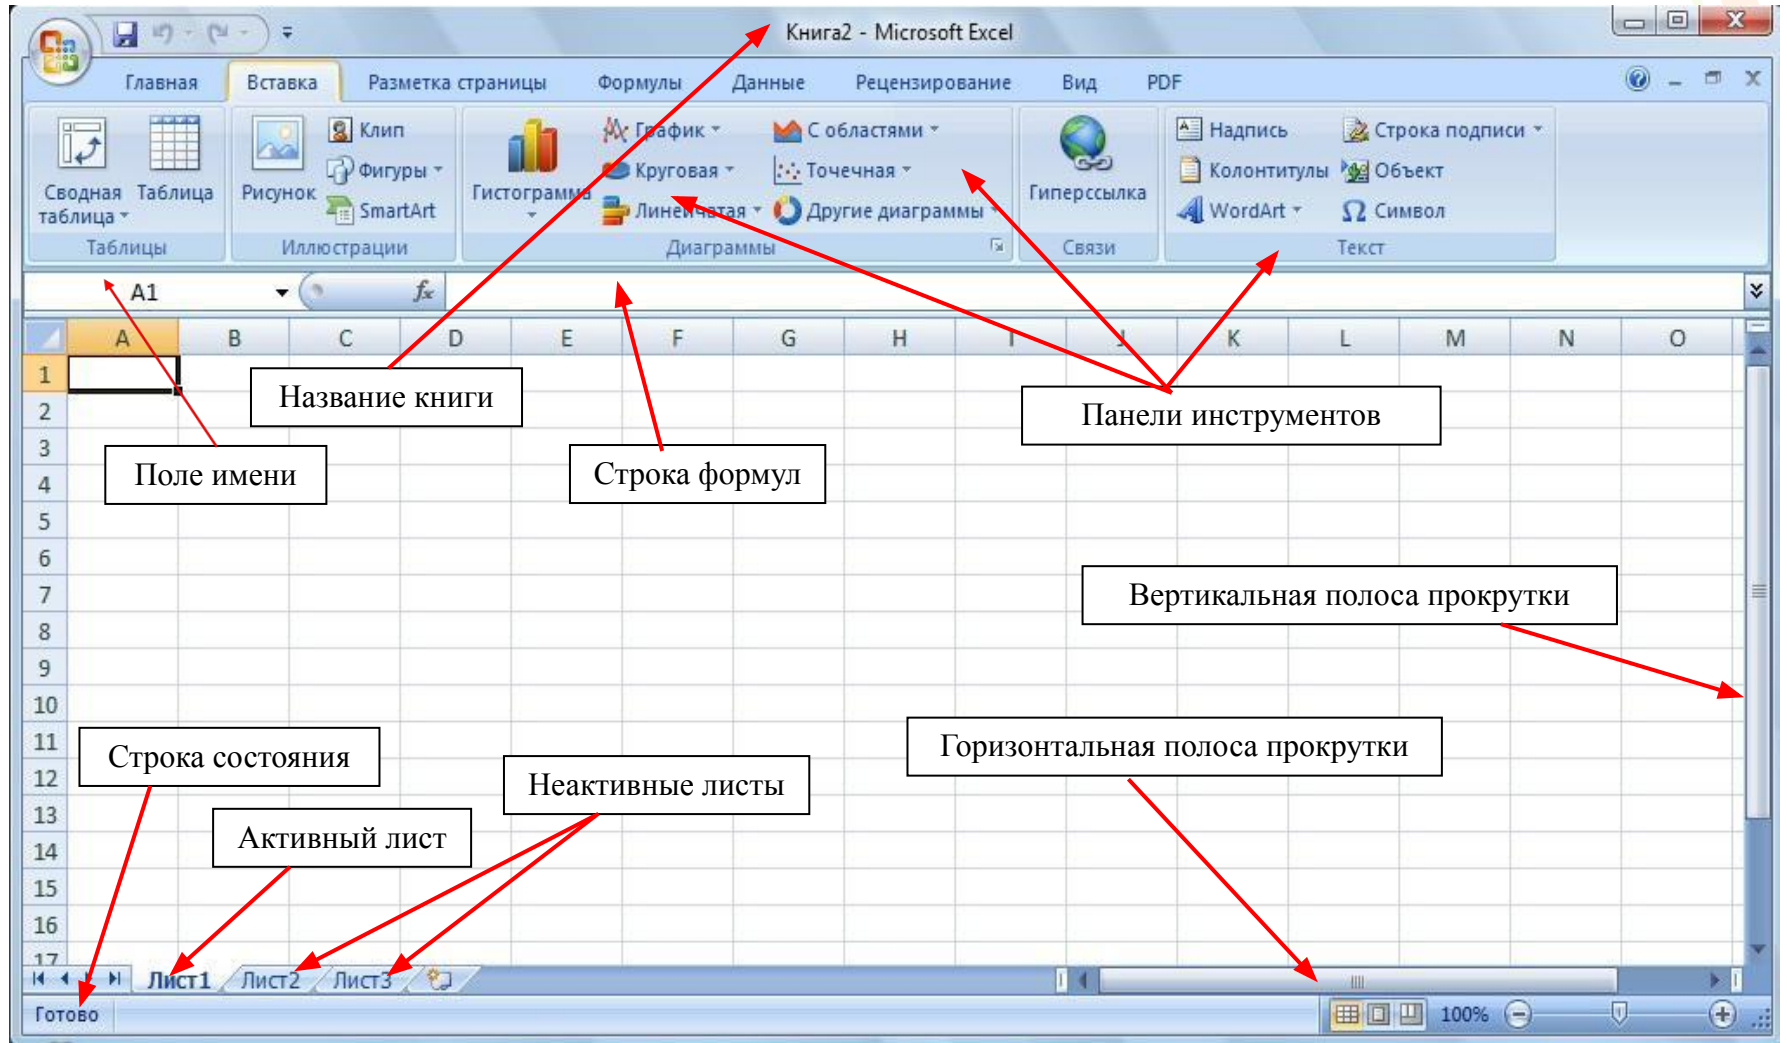 Книга2 - Microsoft Excel
Главная Вставка Разметка страницы Формулы Данные Рецензирование Вид PDF
Сводная таблица
Таблица
Таблицы
Рисунок
Клип
Фигуры
SmartArt
Иллюстрации
Гистограмма
График
Круговая
Линейчатая
С областями
Точечная
Другие диаграммы
Диаграммы
Гиперссылка
Связи
Надпись
Колонтитулы
WordArt
Строка подписи
Объект
Символ
Текст
A1 fx
A B C D E F G H I J K L M N O
1
2
3
4
5
6
7
8
9
10
11
12
13
14
15
16
17
Название книги
Панели инструментов
Поле имени
Строка формул
Вертикальная полоса прокрутки
Горизонтальная полоса прокрутки
Строка состояния
Неактивные листы
Активный лист
Лист1 Лист2 Лист3
Готово 100%